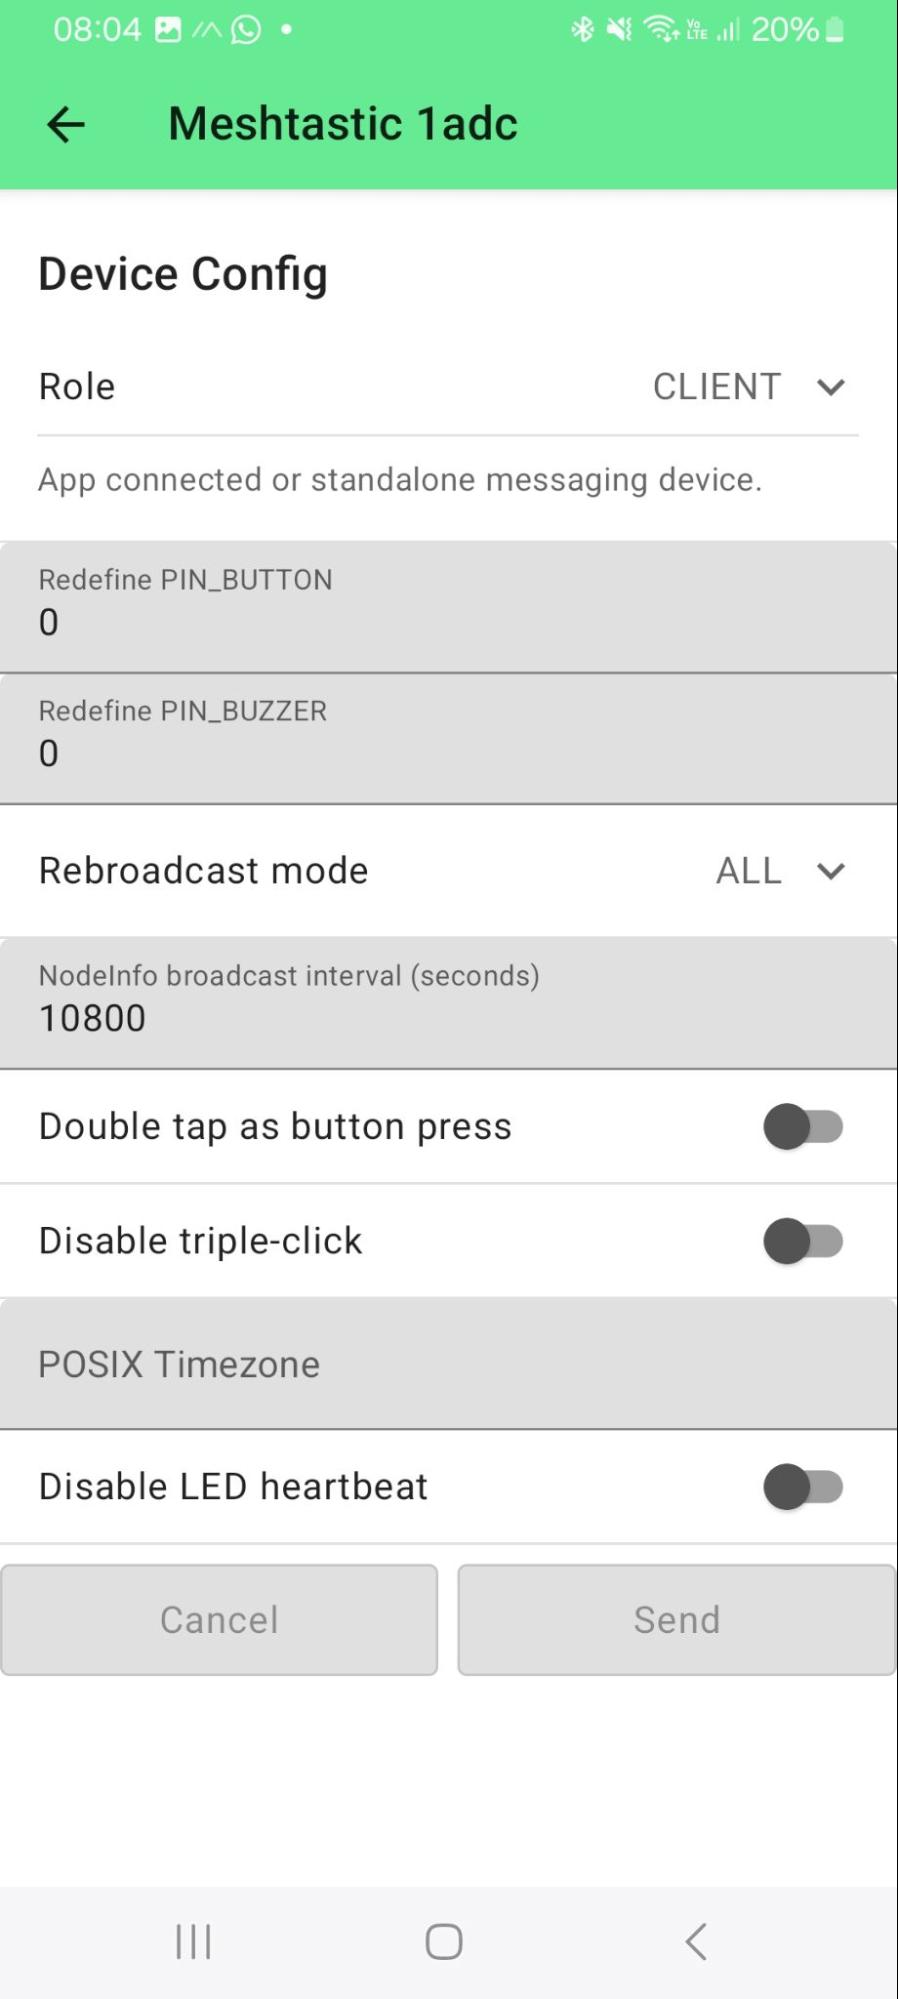 08:04
Vo
LTE
20%
Meshtastic 1adc
Device Config
Role
CLIENT
App connected or standalone messaging device.
Redefine PIN_BUTTON
0
Redefine PIN_BUZZER
0
Rebroadcast mode
ALL
NodeInfo broadcast interval (seconds)
10800
Double tap as button press
Disable triple-click
POSIX Timezone
Disable LED heartbeat
Cancel
Send